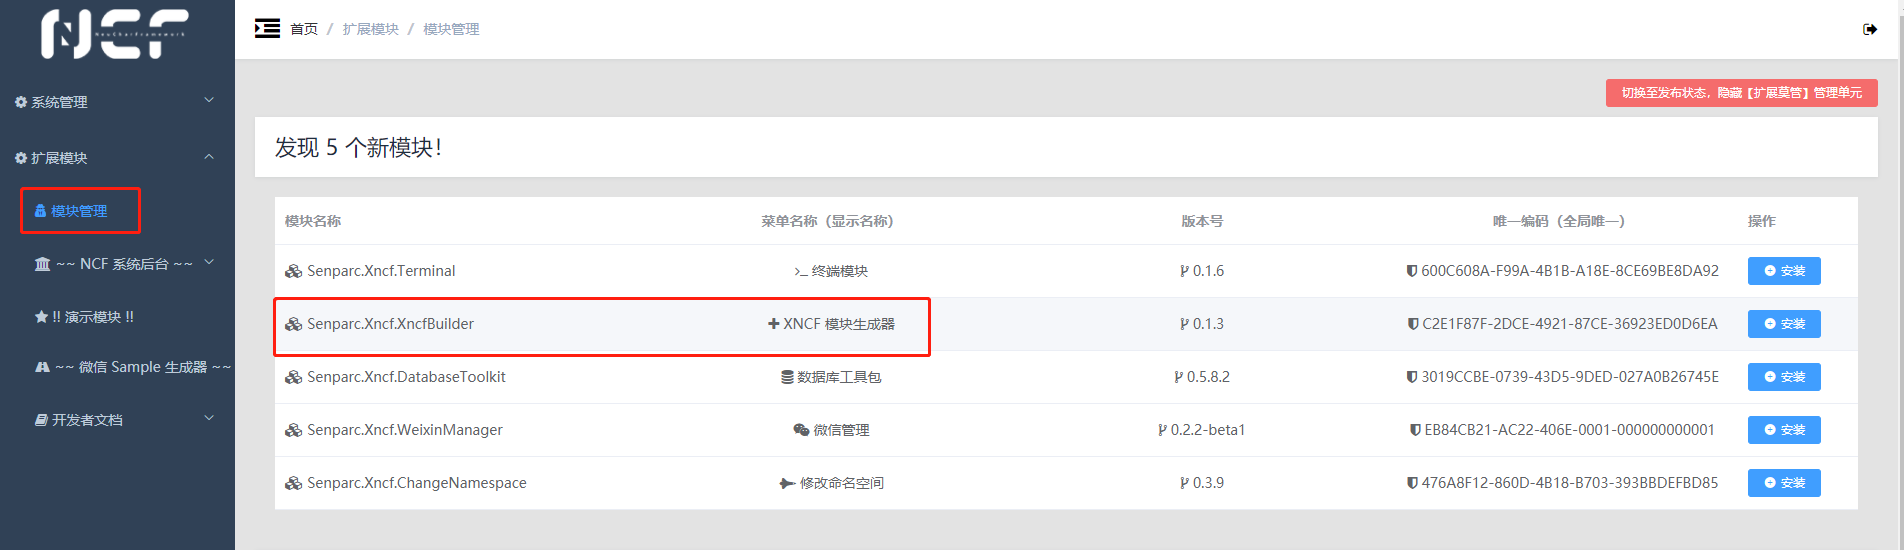 NCF
NeuCharFramework
首页 / 扩展模块 / 模块管理
系统管理
扩展模块
模块管理
~~ NCF 系统后台 ~~
!! 演示模块 !!
~~ 微信 Sample 生成器 ~~
开发者文档
切换至发布状态，隐藏【扩展莫管】管理单元
发现 5 个新模块！
模块名称 菜单名称（显示名称） 版本号 唯一编码（全局唯一） 操作
Senparc.Xncf.Terminal 终端模块 0.1.6 600C608A-F99A-4B1B-A18E-8CE69BE8DA92 安装
Senparc.Xncf.XncfBuilder XNCF 模块生成器 0.1.3 C2E1F87F-2DCE-4921-87CE-36923ED0D6EA 安装
Senparc.Xncf.DatabaseToolkit 数据库工具包 0.5.8.2 3019CCBE-0739-43D5-9DED-027A0B26745E 安装
Senparc.Xncf.WeixinManager 微信管理 0.2.2-beta1 EB84CB21-AC22-406E-0001-000000000001 安装
Senparc.Xncf.ChangeNamespace 修改命名空间 0.3.9 476A8F12-860D-4B18-B703-393BBDEFBD85 安装